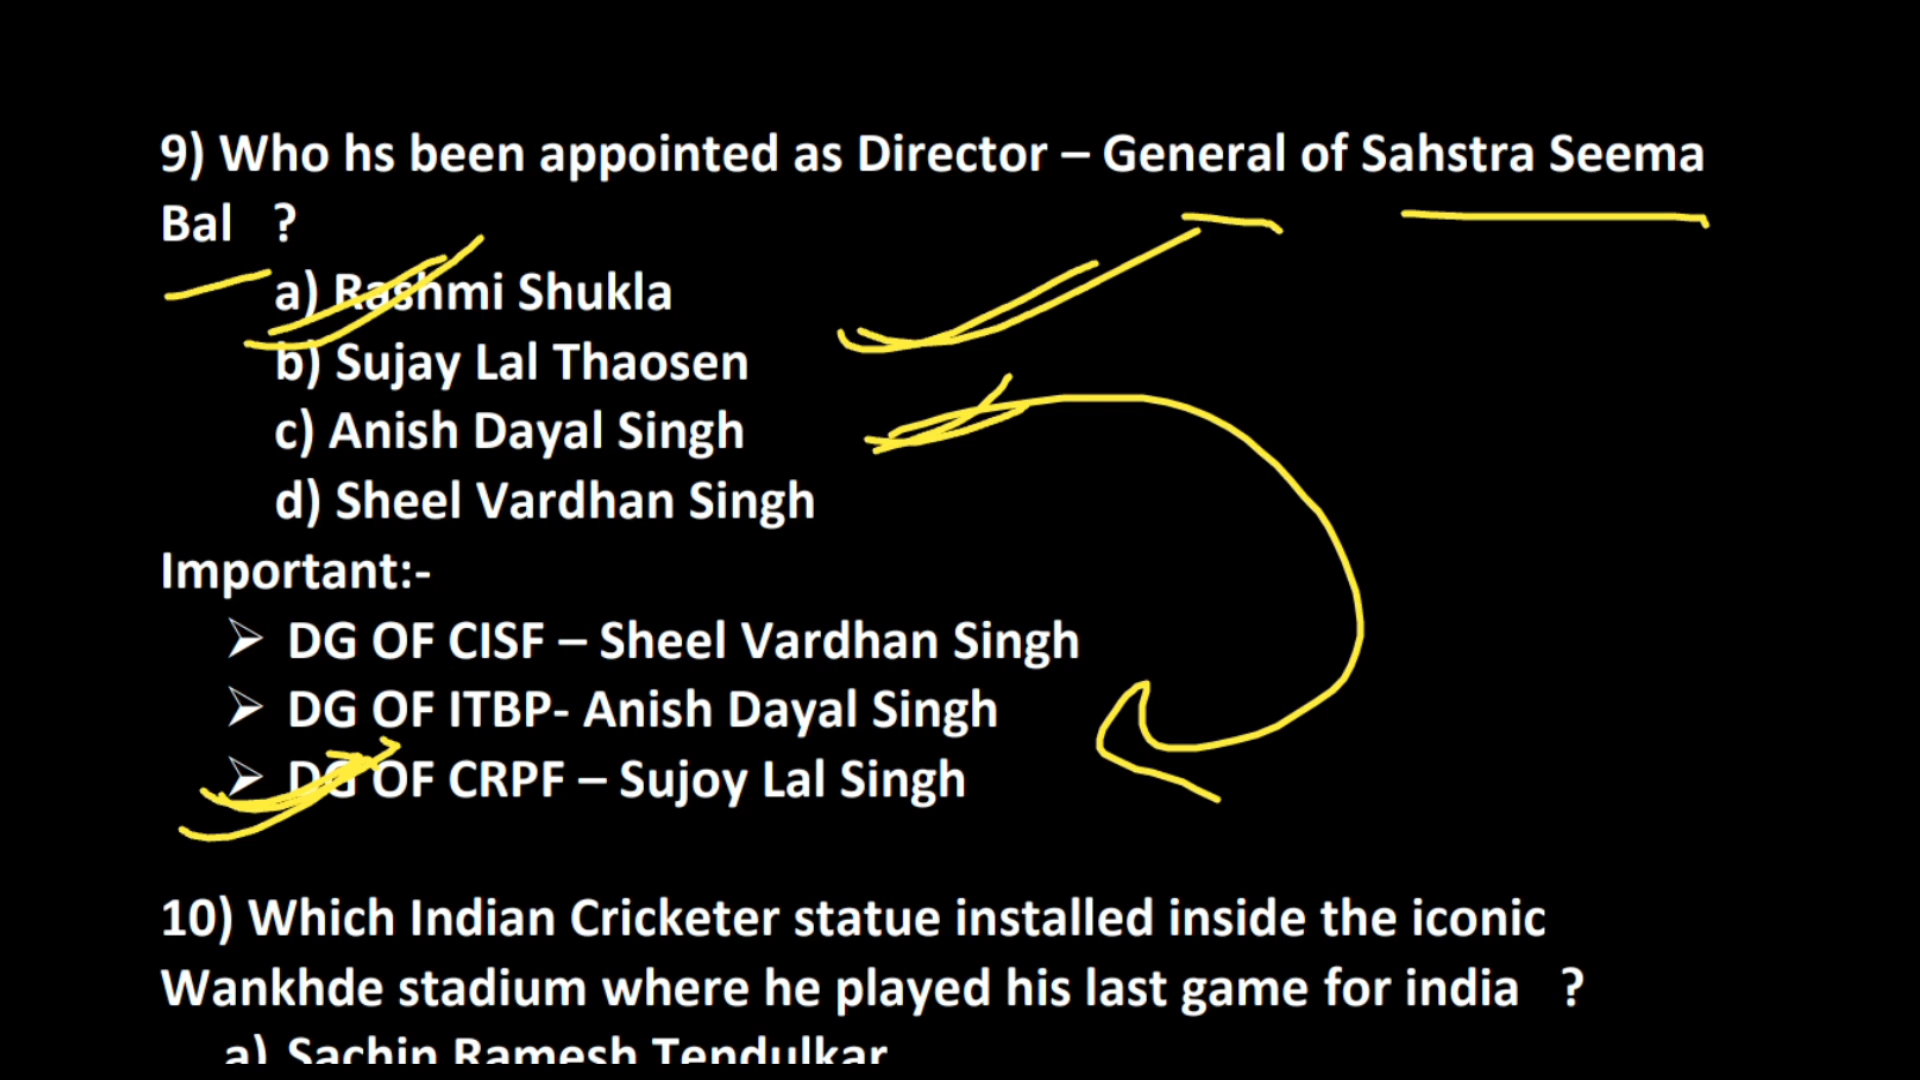 9) Who hs been appointed as Director – General of Sahstra Seema
Bal ?
a) Rashmi Shukla
b) Sujay Lal Thaosen
c) Anish Dayal Singh
d) Sheel Vardhan Singh
Important:-
➢ DG OF CISF – Sheel Vardhan Singh
➢ DG OF ITBP- Anish Dayal Singh
➢ DG OF CRPF – Sujoy Lal Singh
10) Which Indian Cricketer statue installed inside the iconic
Wankhde stadium where he played his last game for india ?
a) Sachin Ramesh Tendulkar